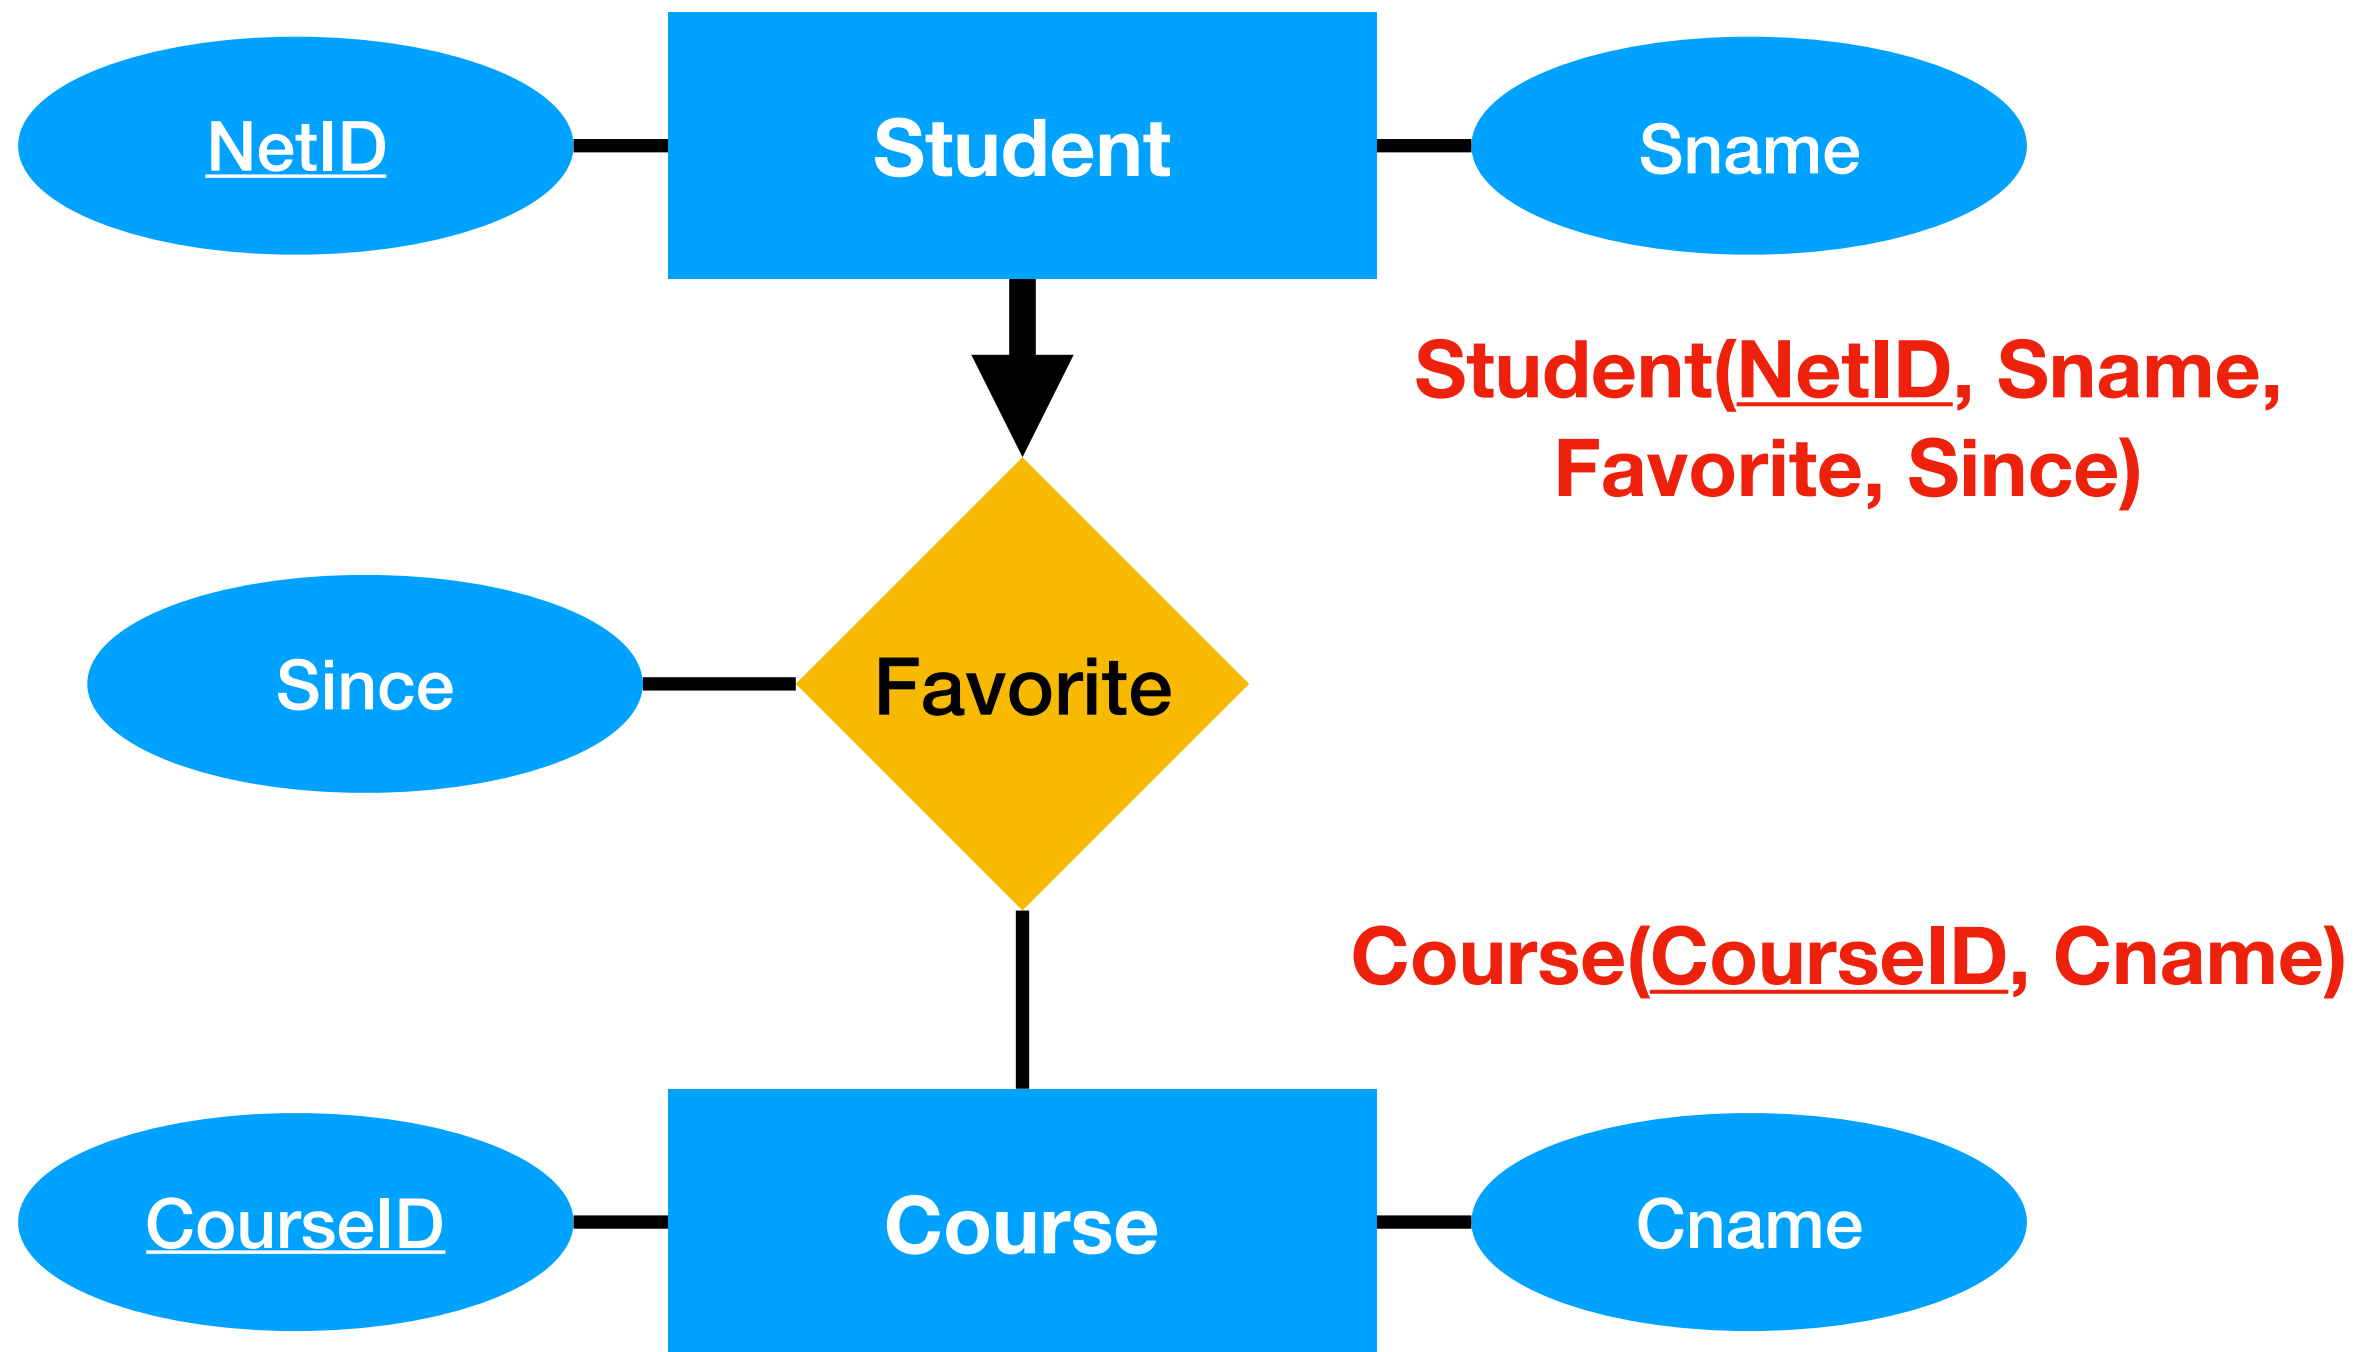 NetID
Student
Sname
Student(NetID, Sname,
Favorite, Since)
Since
Favorite
Course(CourseID, Cname)
CourseID
Course
Cname